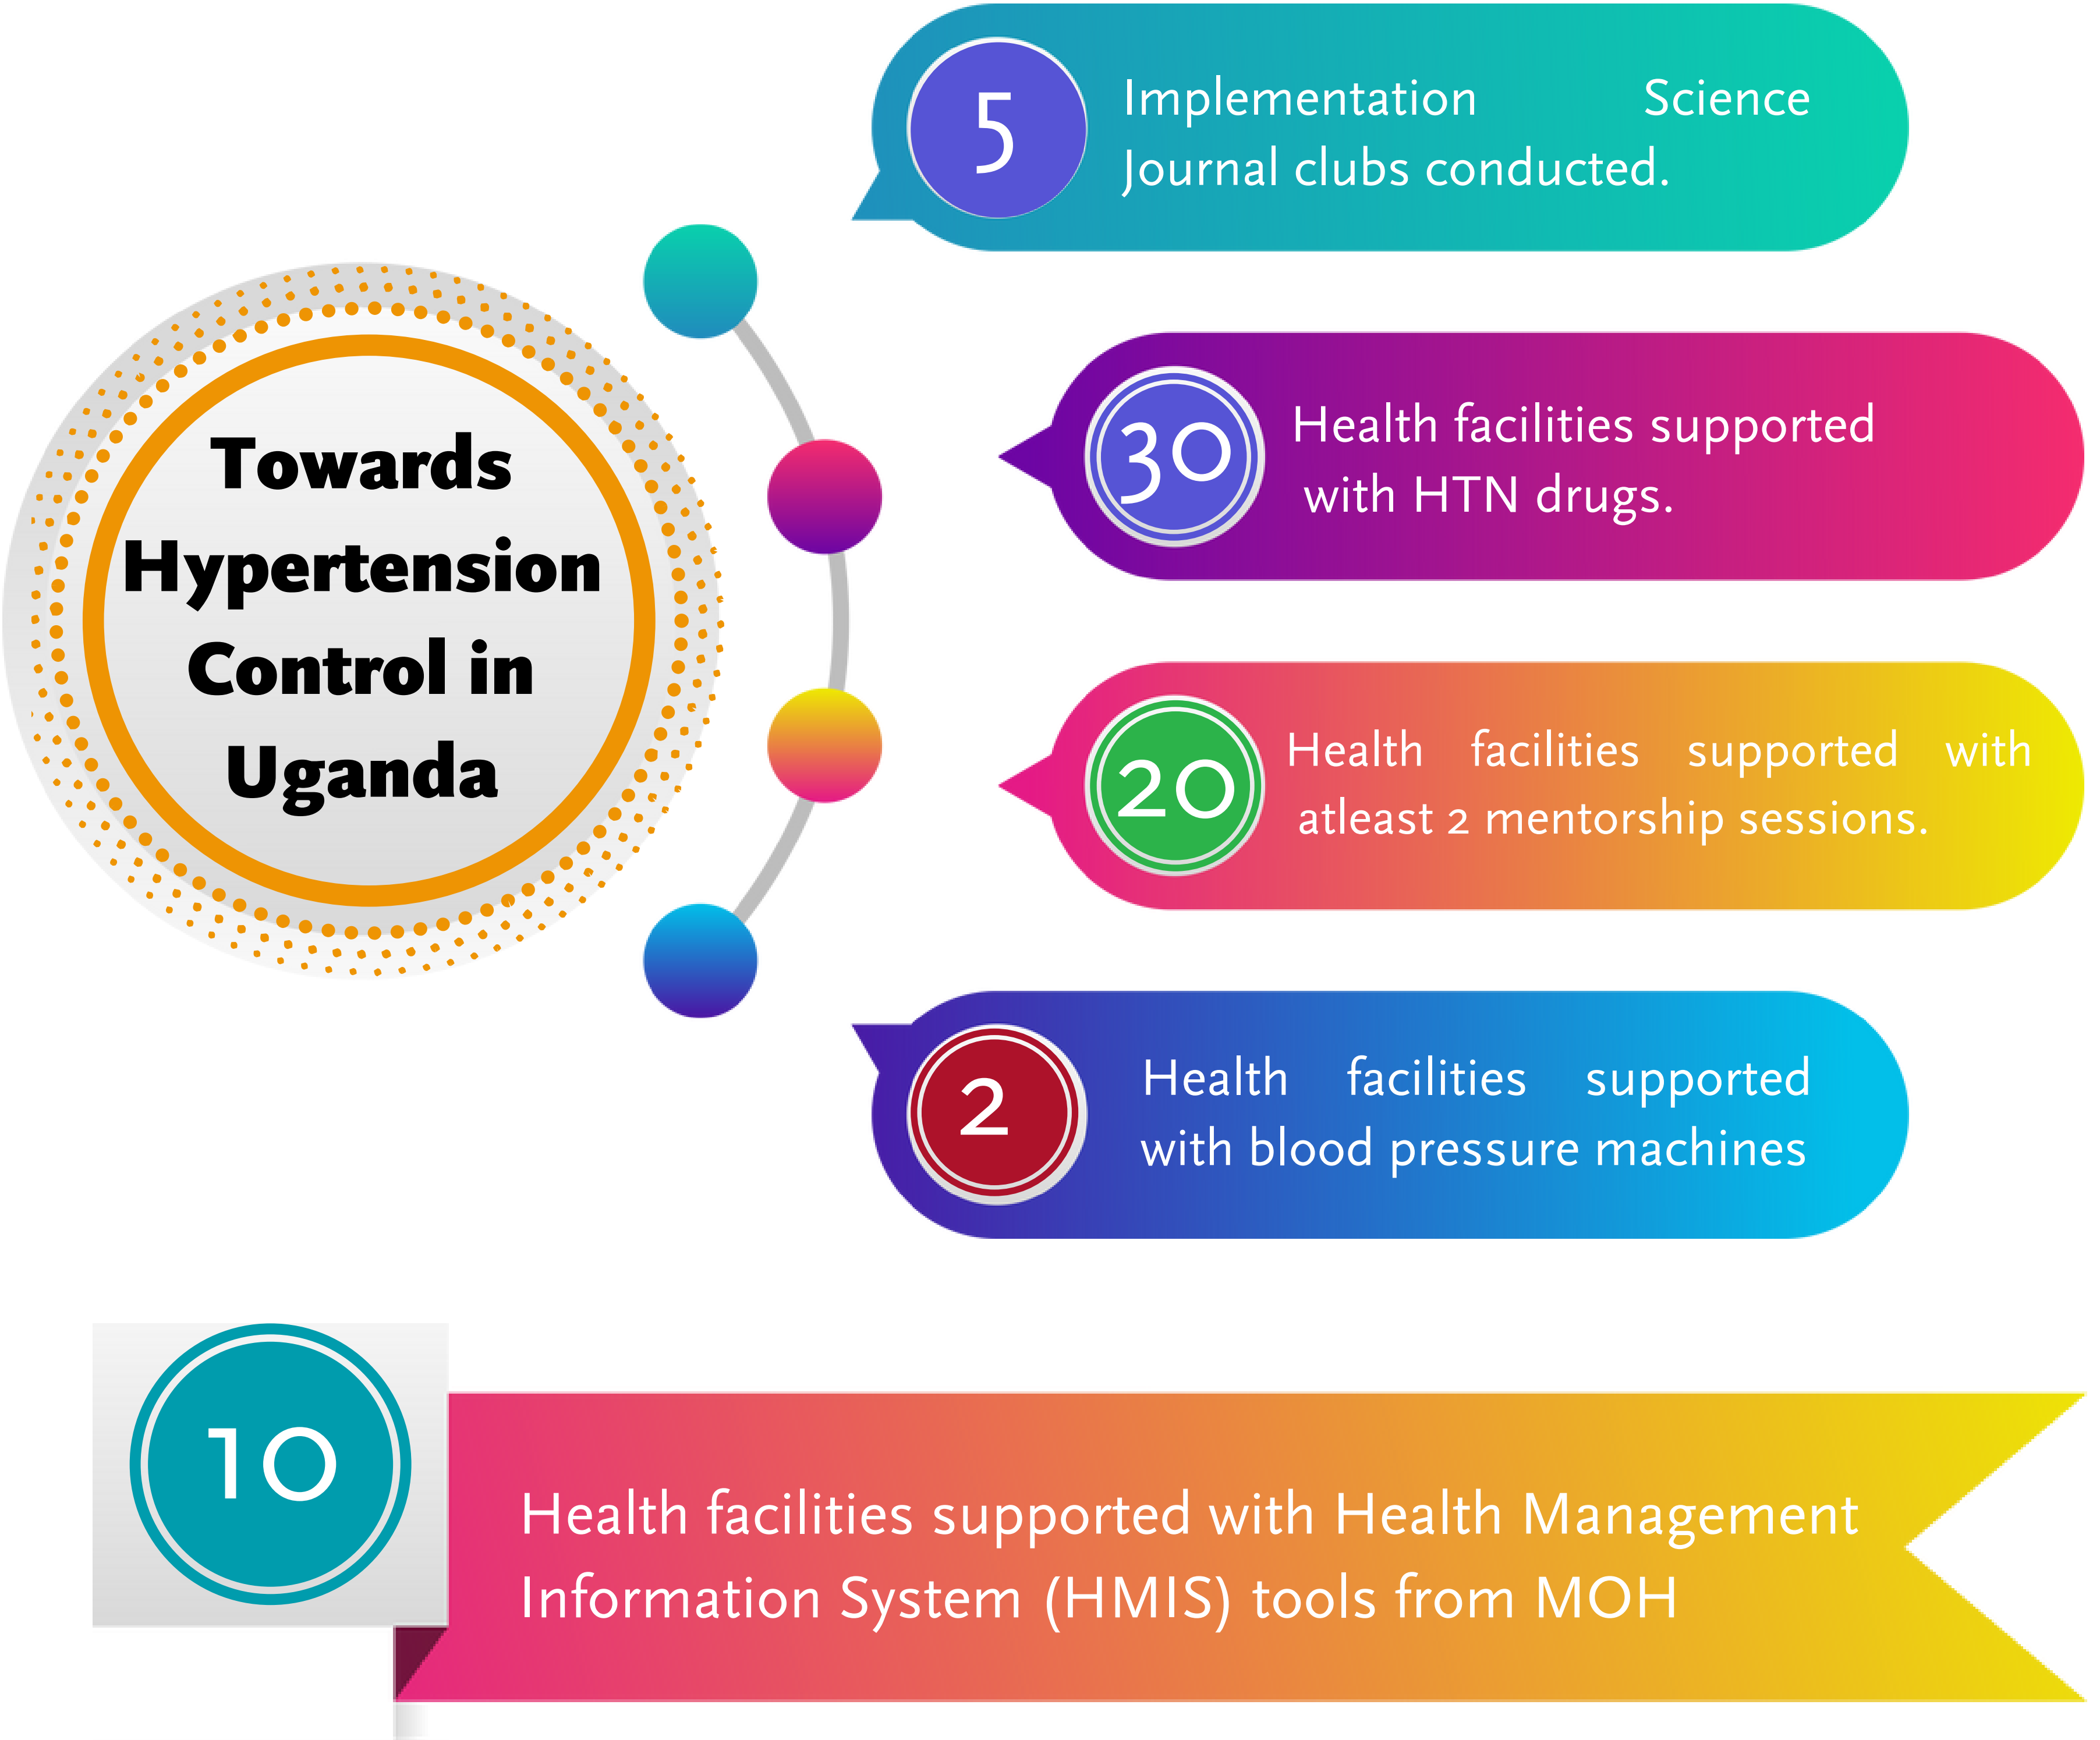 Towards
Hypertension
Control in
Uganda
5
Implementation Science
Journal clubs conducted.
30
Health facilities supported
with HTN drugs.
20
Health facilities supported with
atleast 2 mentorship sessions.
2
Health facilities supported
with blood pressure machines
10
Health facilities supported with Health Management
Information System (HMIS) tools from MOH